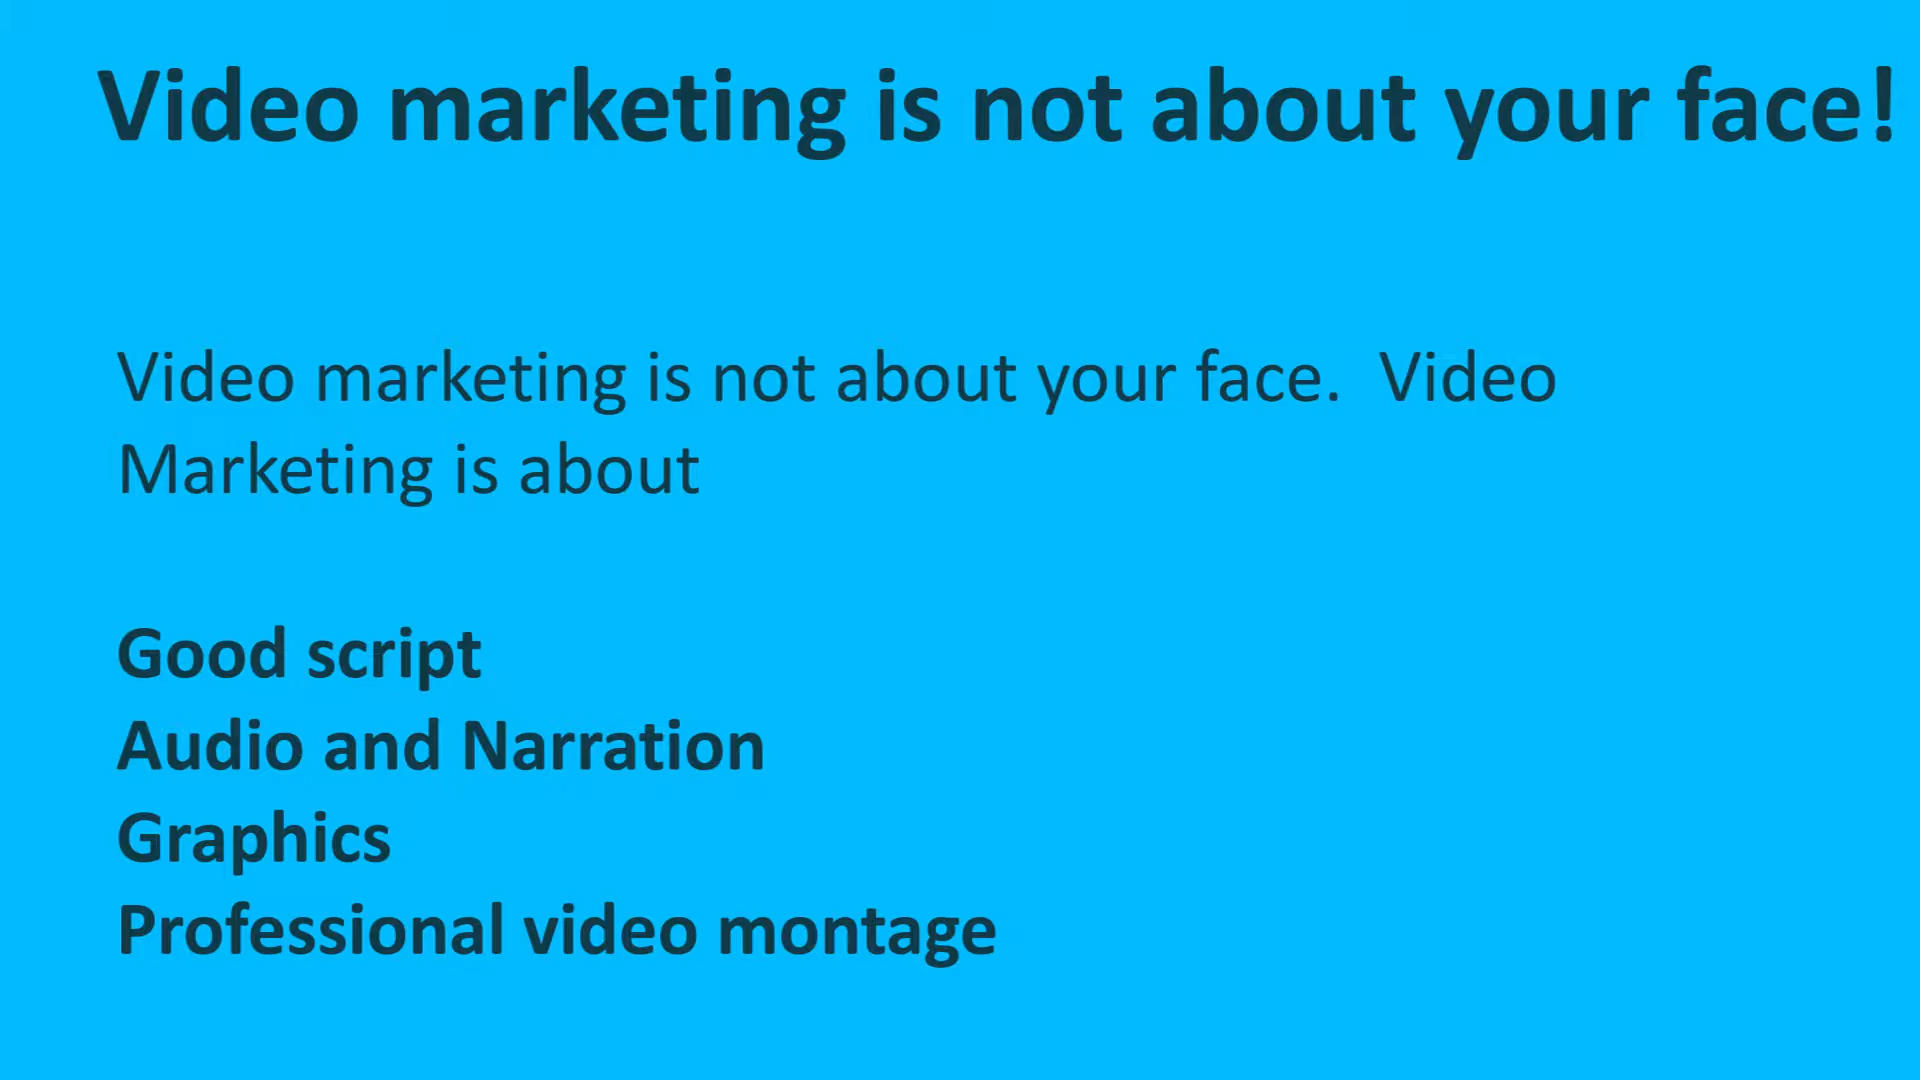 Video marketing is not about your face!
Video marketing is not about your face.  Video
Marketing is about
Good script
Audio and Narration
Graphics
Professional video montage